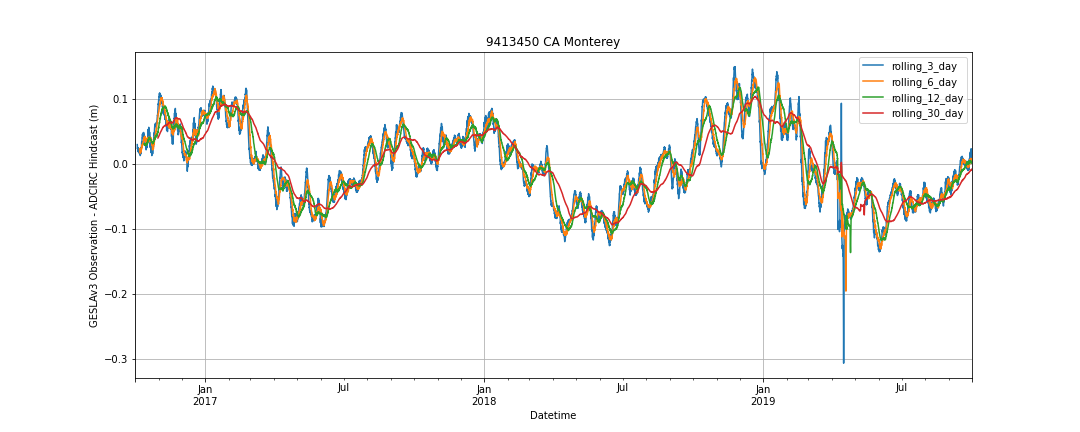 9413450 CA Monterey
GESLAv3 Observation - ADCIRC Hindcast (m)
0.1
0.0
−0.1
−0.2
−0.3
rolling_3_day
rolling_6_day
rolling_12_day
rolling_30_day
Jan
2017
Jul
Jan
2018
Jul
Jan
2019
Jul
Datetime